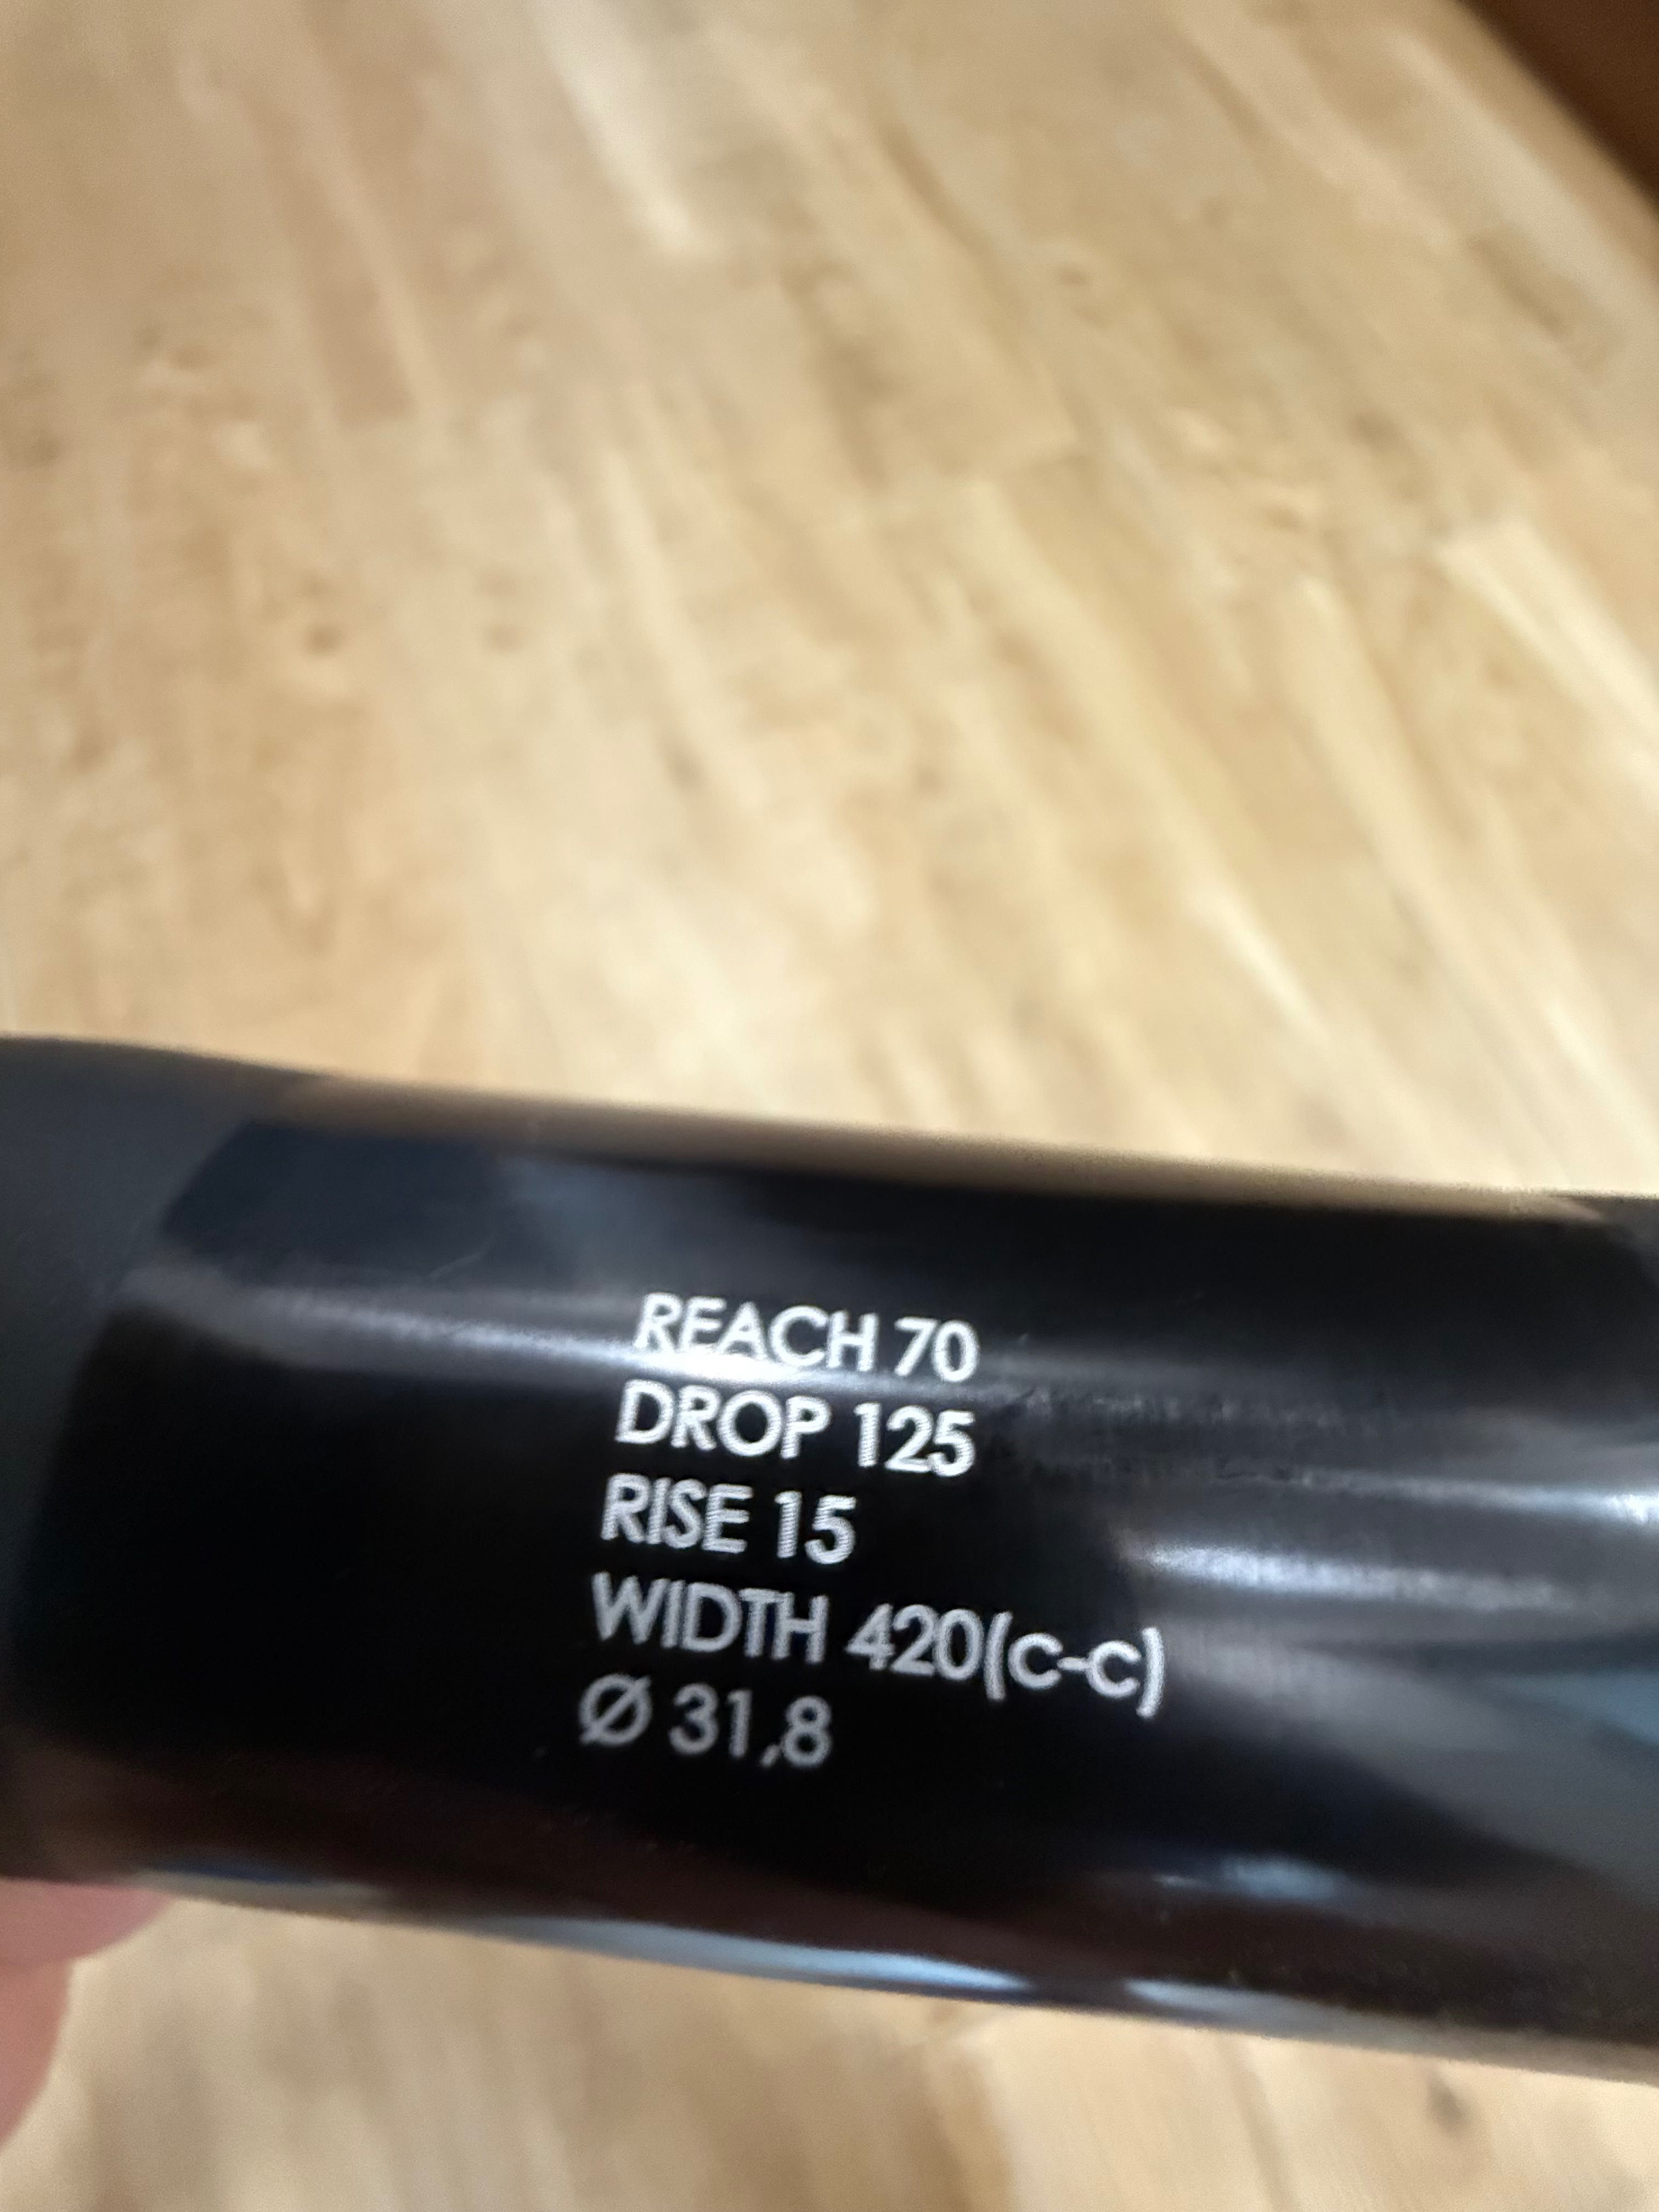 REACH 70
DROP 125
RISE 15
WIDTH 420(c-c)
Ø 31,8